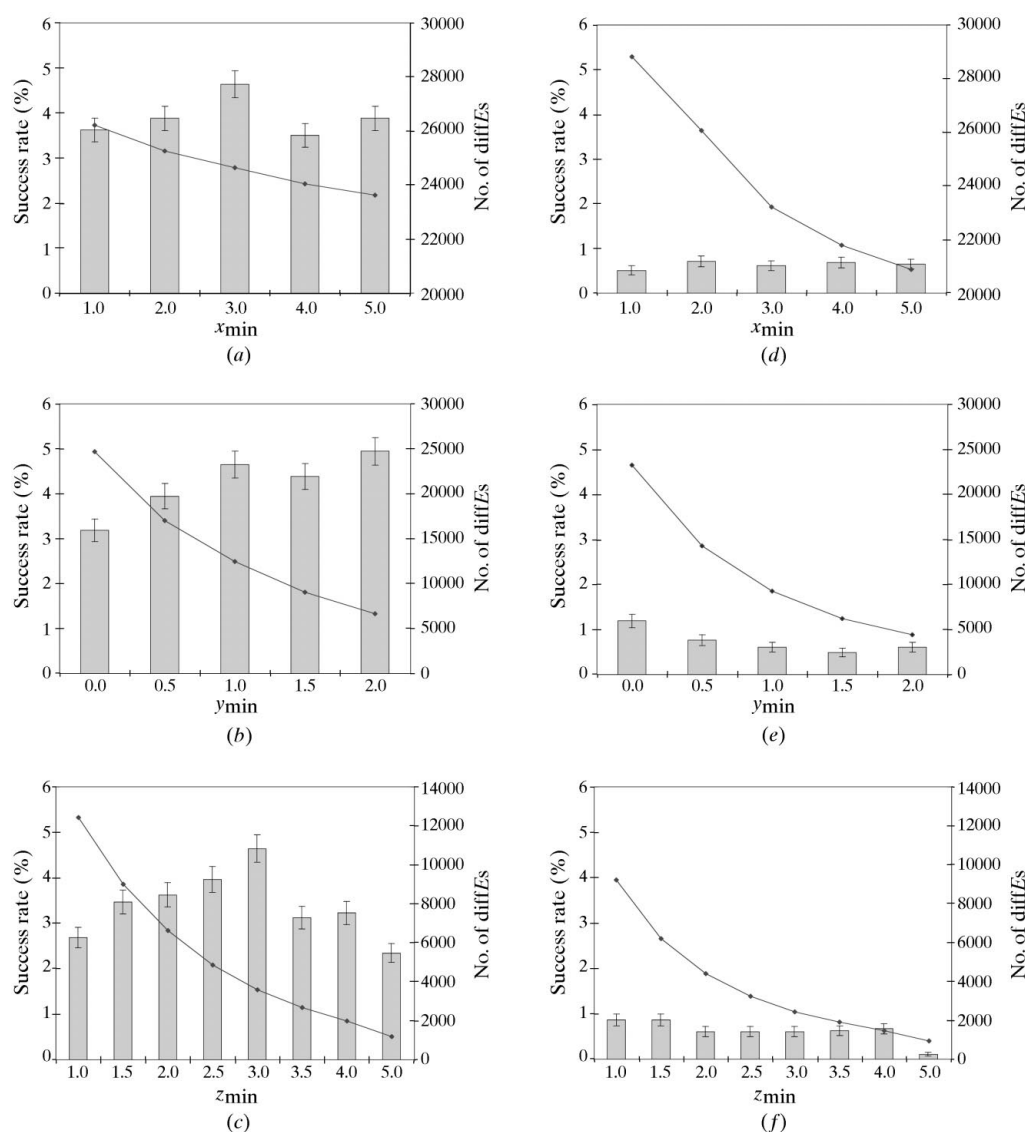 Success rate (%)
6
5
4
3
2
1
0
30000
28000
26000
24000
22000
20000
No. of diffEs
1.0 2.0 3.0 4.0 5.0
xmin
(a)
Success rate (%)
6
5
4
3
2
1
0
30000
28000
26000
24000
22000
20000
No. of diffEs
1.0 2.0 3.0 4.0 5.0
xmin
(d)
Success rate (%)
6
5
4
3
2
1
0
30000
25000
20000
15000
10000
5000
0
No. of diffEs
0.0 0.5 1.0 1.5 2.0
ymin
(b)
Success rate (%)
6
5
4
3
2
1
0
30000
25000
20000
15000
10000
5000
0
No. of diffEs
0.0 0.5 1.0 1.5 2.0
ymin
(e)
Success rate (%)
6
5
4
3
2
1
0
14000
12000
10000
8000
6000
4000
2000
0
No. of diffEs
1.0 1.5 2.0 2.5 3.0 3.5 4.0 5.0
zmin
(c)
Success rate (%)
6
5
4
3
2
1
0
14000
12000
10000
8000
6000
4000
2000
0
No. of diffEs
1.0 1.5 2.0 2.5 3.0 3.5 4.0 5.0
zmin
(f)